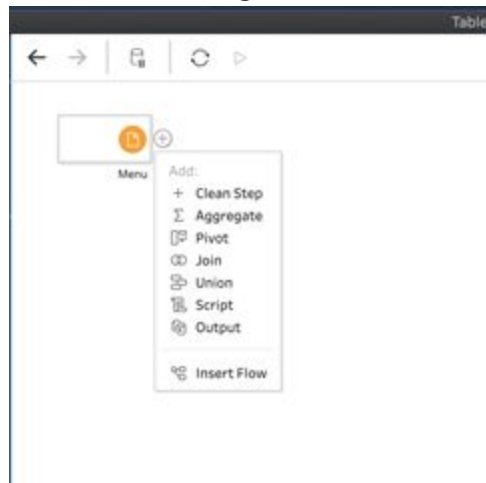 Table
Menu
Add:
Clean Step
Aggregate
Pivot
Join
Union
Script
Output
Insert Flow